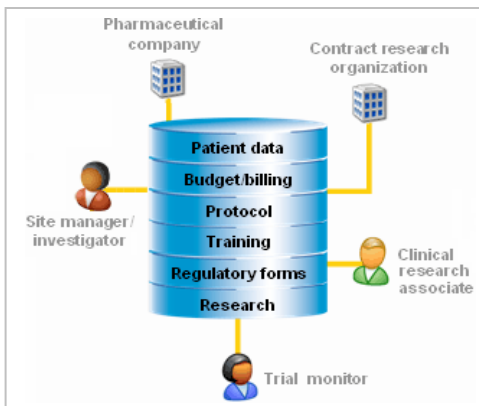 Pharmaceutical
company
Contract research
organization
Patient data
Budget/billing
Protocol
Training
Regulatory forms
Research
Site manager/
investigator
Clinical
research
associate
Trial monitor